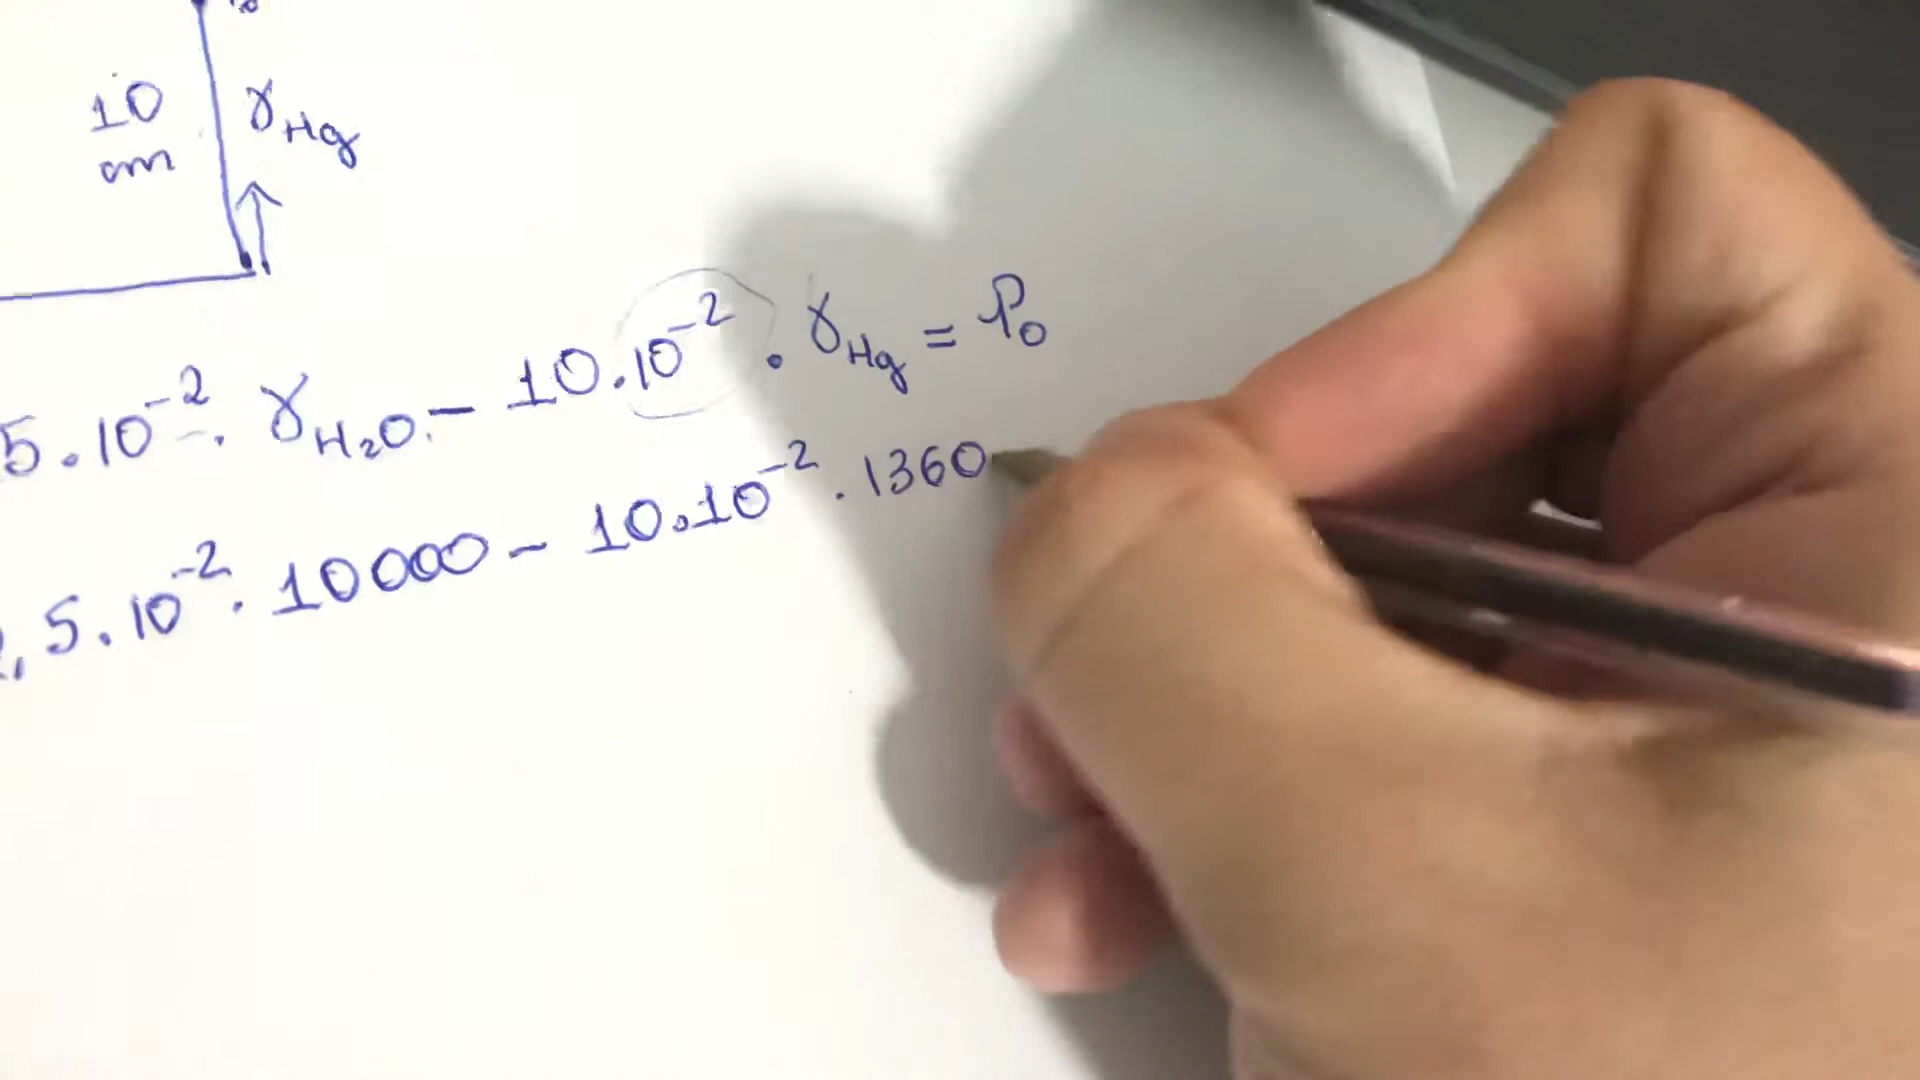 10 γHg
cm
5.10⁻². γH₂O - 10.10⁻² . γHg = P₀
,5.10⁻². 10000 - 10.10⁻² . 1360